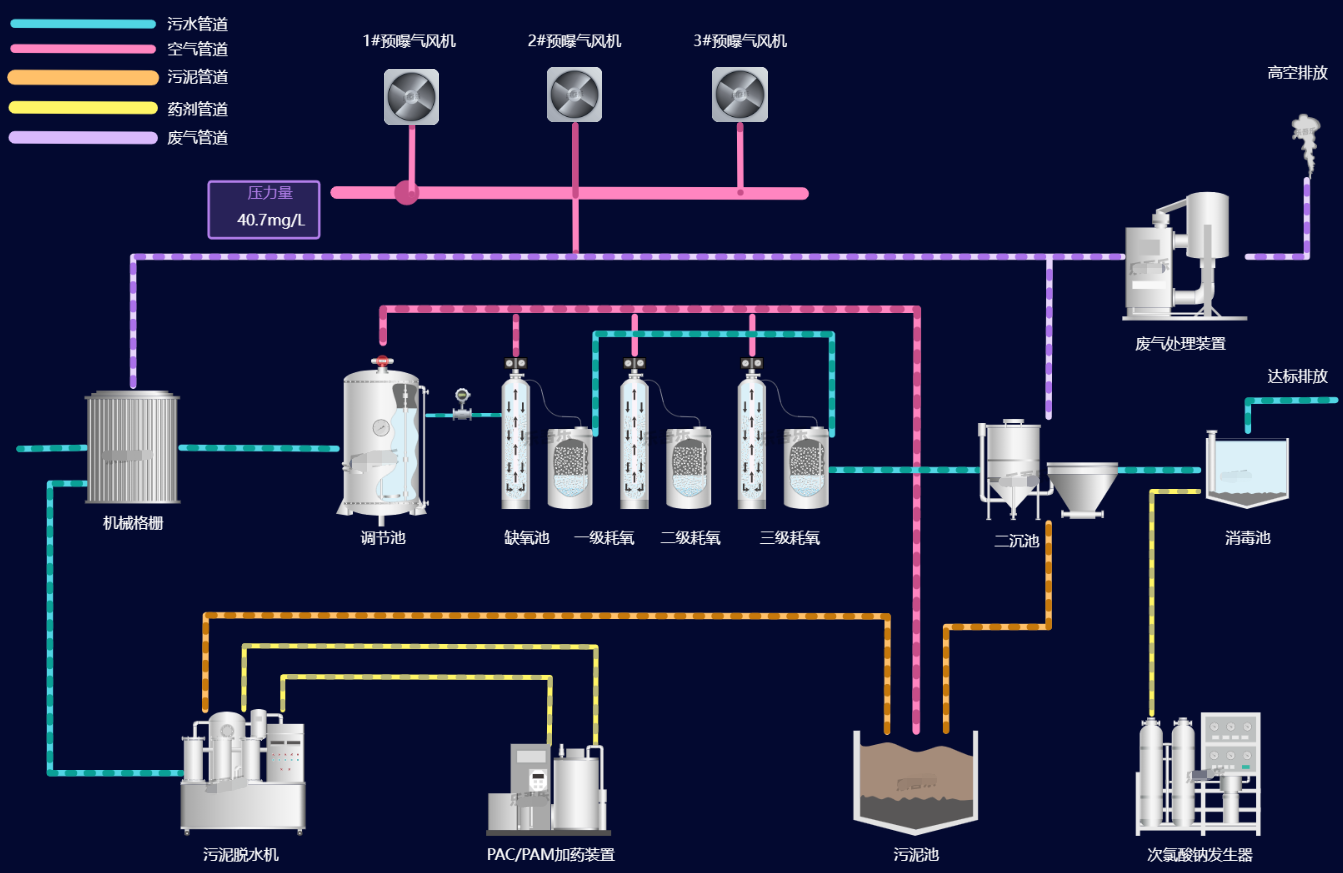 污水管道
空气管道
污泥管道
药剂管道
废气管道
1#预曝气风机
2#预曝气风机
3#预曝气风机
高空排放
压力量
40.7mg/L
废气处理装置
达标排放
机械格栅
调节池
缺氧池
一级耗氧
二级耗氧
三级耗氧
二沉池
消毒池
污泥脱水机
PAC/PAM加药装置
污泥池
次氯酸钠发生器